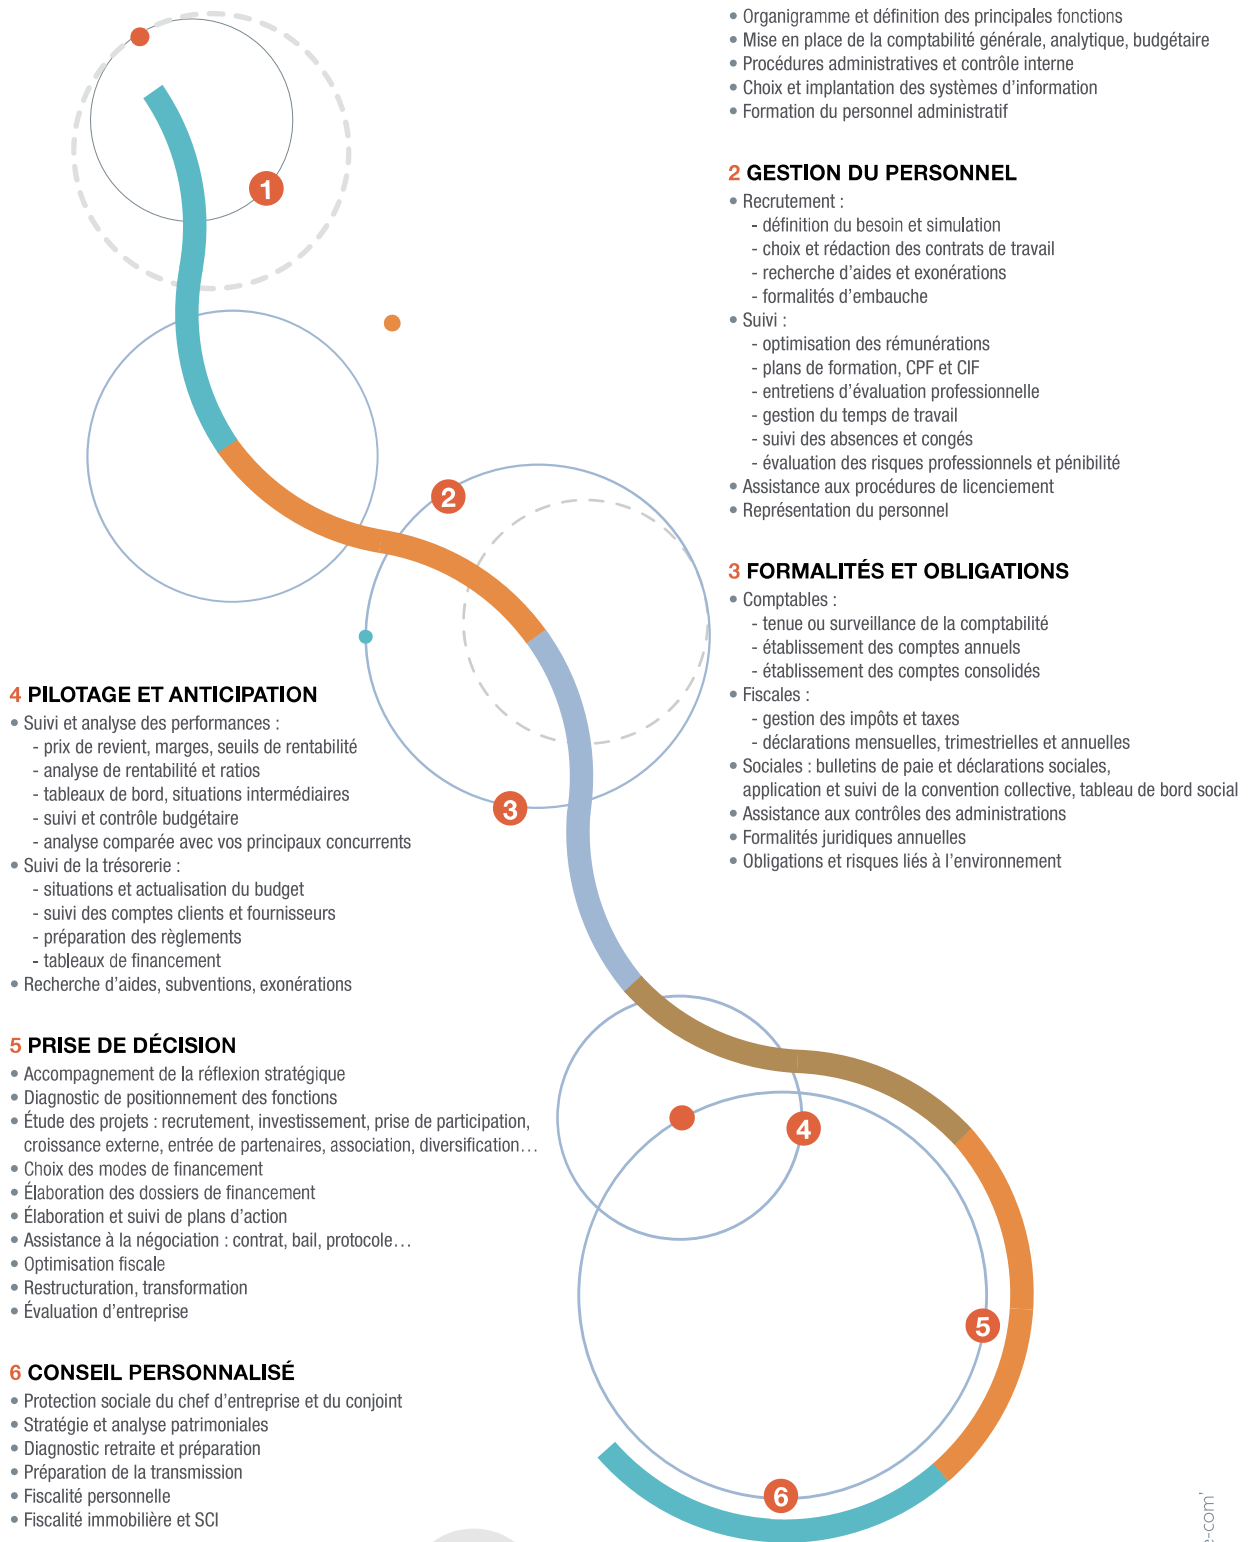 • Organigramme et définition des principales fonctions
• Mise en place de la comptabilité générale, analytique, budgétaire
• Procédures administratives et contrôle interne
• Choix et implantation des systèmes d’information
• Formation du personnel administratif
2 GESTION DU PERSONNEL
• Recrutement :
- définition du besoin et simulation
- choix et rédaction des contrats de travail
- recherche d’aides et exonérations
- formalités d’embauche
• Suivi :
- optimisation des rémunérations
- plans de formation, CPF et CIF
- entretiens d’évaluation professionnelle
- gestion du temps de travail
- suivi des absences et congés
- évaluation des risques professionnels et pénibilité
• Assistance aux procédures de licenciement
• Représentation du personnel
3 FORMALITÉS ET OBLIGATIONS
• Comptables :
- tenue ou surveillance de la comptabilité
- établissement des comptes annuels
- établissement des comptes consolidés
• Fiscales :
- gestion des impôts et taxes
- déclarations mensuelles, trimestrielles et annuelles
• Sociales : bulletins de paie et déclarations sociales,
application et suivi de la convention collective, tableau de bord social
• Assistance aux contrôles des administrations
• Formalités juridiques annuelles
• Obligations et risques liés à l’environnement
4 PILOTAGE ET ANTICIPATION
• Suivi et analyse des performances :
- prix de revient, marges, seuils de rentabilité
- analyse de rentabilité et ratios
- tableaux de bord, situations intermédiaires
- suivi et contrôle budgétaire
- analyse comparée avec vos principaux concurrents
• Suivi de la trésorerie :
- situations et actualisation du budget
- suivi des comptes clients et fournisseurs
- préparation des règlements
- tableaux de financement
• Recherche d’aides, subventions, exonérations
5 PRISE DE DÉCISION
• Accompagnement de la réflexion stratégique
• Diagnostic de positionnement des fonctions
• Étude des projets : recrutement, investissement, prise de participation,
croissance externe, entrée de partenaires, association, diversification…
• Choix des modes de financement
• Élaboration des dossiers de financement
• Élaboration et suivi de plans d’action
• Assistance à la négociation : contrat, bail, protocole…
• Optimisation fiscale
• Restructuration, transformation
• Évaluation d’entreprise
6 CONSEIL PERSONNALISÉ
• Protection sociale du chef d’entreprise et du conjoint
• Stratégie et analyse patrimoniales
• Diagnostic retraite et préparation
• Préparation de la transmission
• Fiscalité personnelle
• Fiscalité immobilière et SCI
1
2
3
4
5
6
e-com'